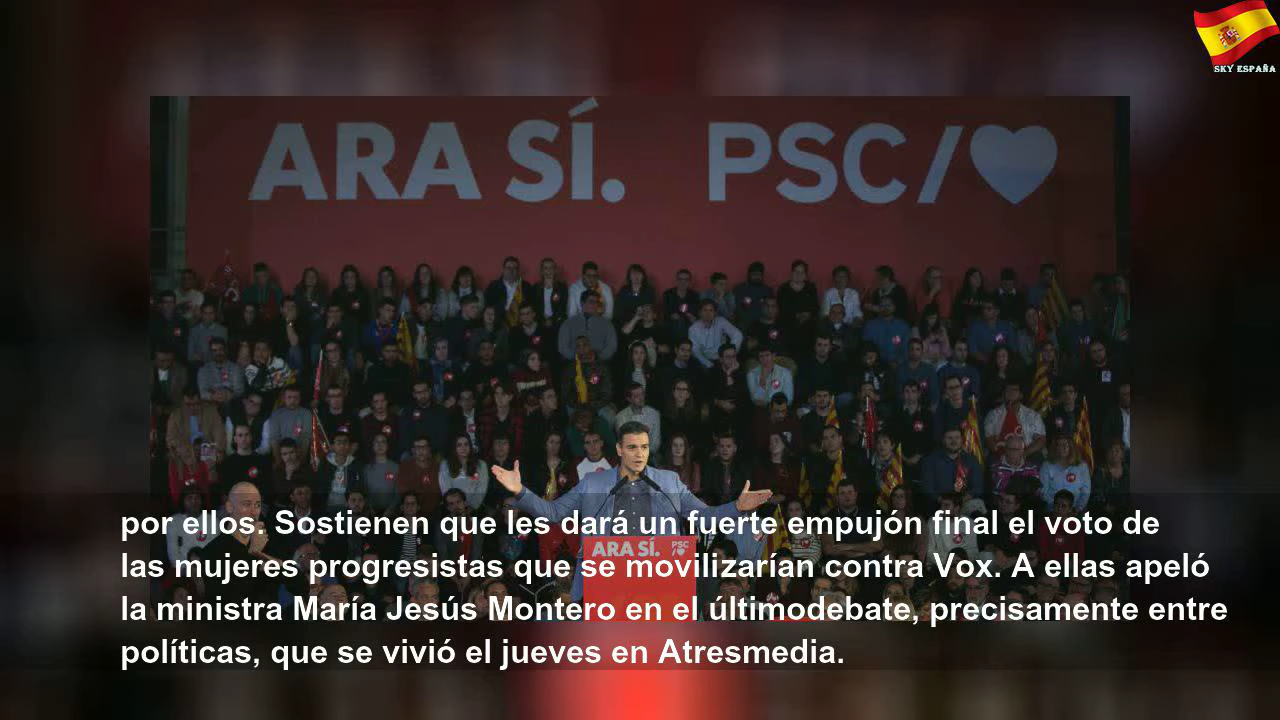 SKY ESPAÑA
ARA SÍ. PSC/
ARA SÍ. PSC
por ellos. Sostienen que les dará un fuerte empujón final el voto de
las mujeres progresistas que se movilizarían contra Vox. A ellas apeló
la ministra María Jesús Montero en el últimodebate, precisamente entre
políticas, que se vivió el jueves en Atresmedia.